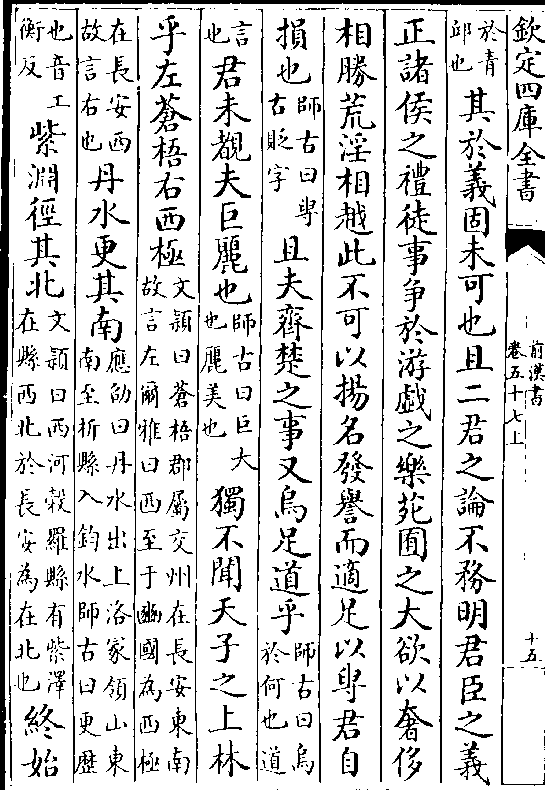 欽定四庫全書
前漢書
卷五十七上
十五
於青
邱也
其於義固未可也且二君之論不務明君臣之義
正諸侯之禮徒事爭於游戯之樂苑囿之大欲以奢侈
相勝荒淫相越此不可以揚名發譽而適足以𢾺君自
損也
師古曰𢾺
古貶字
且夫齊楚之事又烏足道乎
師古曰烏
於何也道
言
也
君未覩夫巨麗也
師古曰巨大
也麗美也
獨不聞天子之上林
乎左蒼梧右西極
文穎曰蒼梧郡屬交州在長安東南
故言左爾雅曰西至于豳國為西極
在長安西
故言右也
丹水更其南
應劭曰丹水出上洛冢領山東
南至析縣入鈞水師古曰更歴
也音工
衡反
紫淵徑其北
文穎曰西河榖羅縣有紫澤
在縣西北於長安為在北也
終始